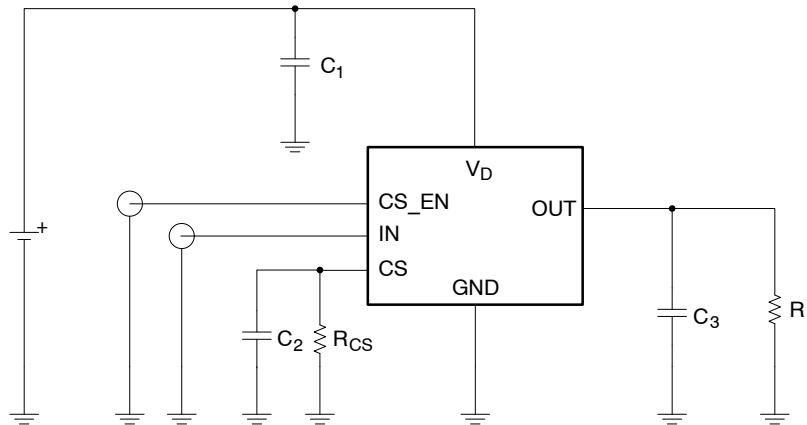 C1
+
VD
CS_EN
OUT
IN
CS
GND
C2
RCS
C3
R